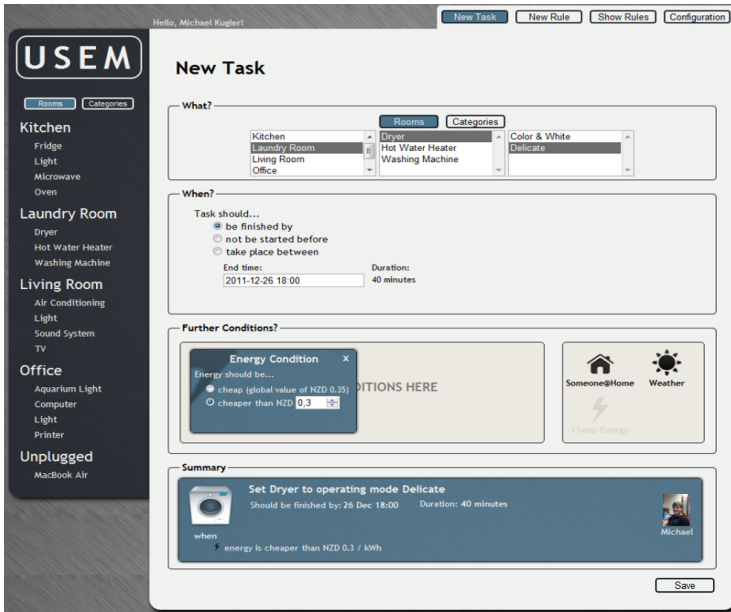 Hello, Michael Kugler!
New Task New Rule Show Rules Configuration
USEM
Rooms Categories
Kitchen
Fridge
Light
Microwave
Oven
Laundry Room
Dryer
Hot Water Heater
Washing Machine
Living Room
Air Conditioning
Light
Sound System
TV
Office
Aquarium Light
Computer
Light
Printer
Unplugged
MacBook Air
New Task
What?
Rooms Categories
Kitchen
Laundry Room
Living Room
Office
Dryer
Hot Water Heater
Washing Machine
Color & White
Delicate
When?
Task should...
be finished by
not be started before
take place between
End time: Duration:
2011-12-26 18:00 40 minutes
Further Conditions?
Energy Condition x
Energy should be...
cheap (global value of NZD 0.35)
cheaper than NZD 0,3
DITIONS HERE
Someone@Home Weather
Cheap Energy
Summary
Set Dryer to operating mode Delicate
Should be finished by: 26 Dec 18:00 Duration: 40 minutes
Michael
when
energy is cheaper than NZD 0.3 / kWh
Save